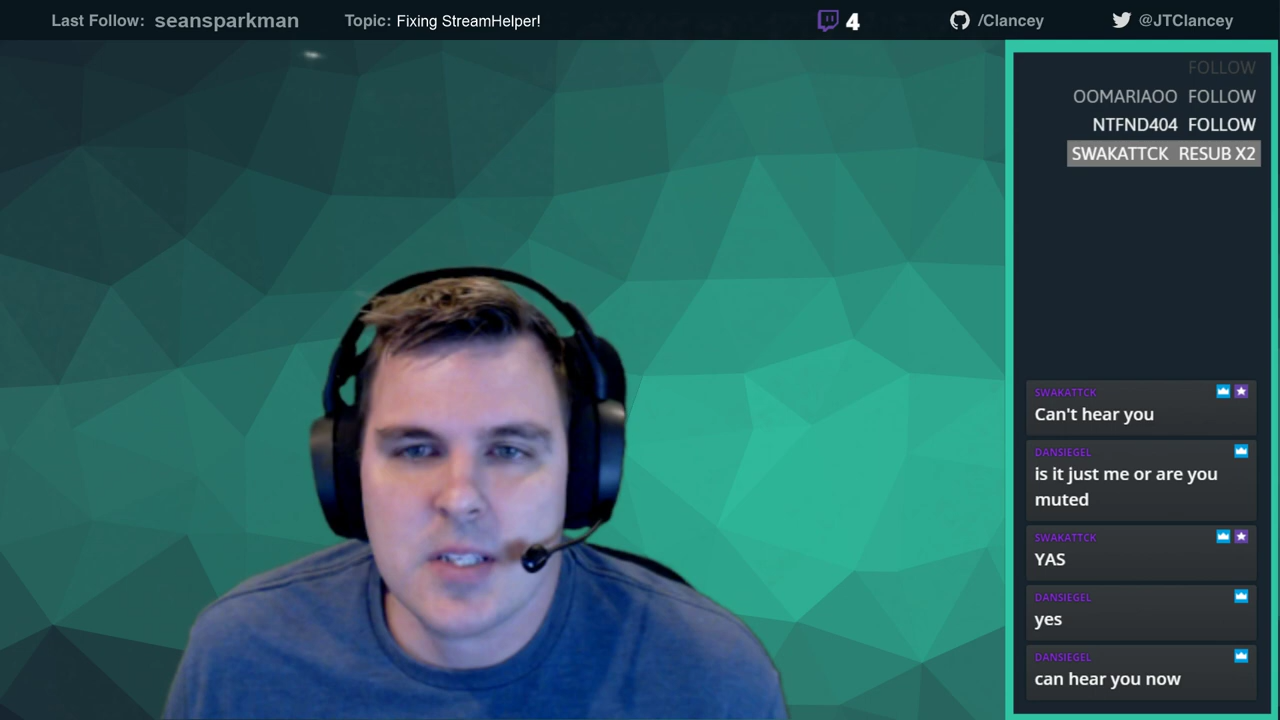 Last Follow: seansparkman
Topic: Fixing StreamHelper!
4
/Clancey
@JTClancey
FOLLOW
OOMARIAOO FOLLOW
NTFND404 FOLLOW
SWAKATTCK RESUB X2
SWAKATTCK
Can't hear you
DANSIEGEL
is it just me or are you
muted
SWAKATTCK
YAS
DANSIEGEL
yes
DANSIEGEL
can hear you now